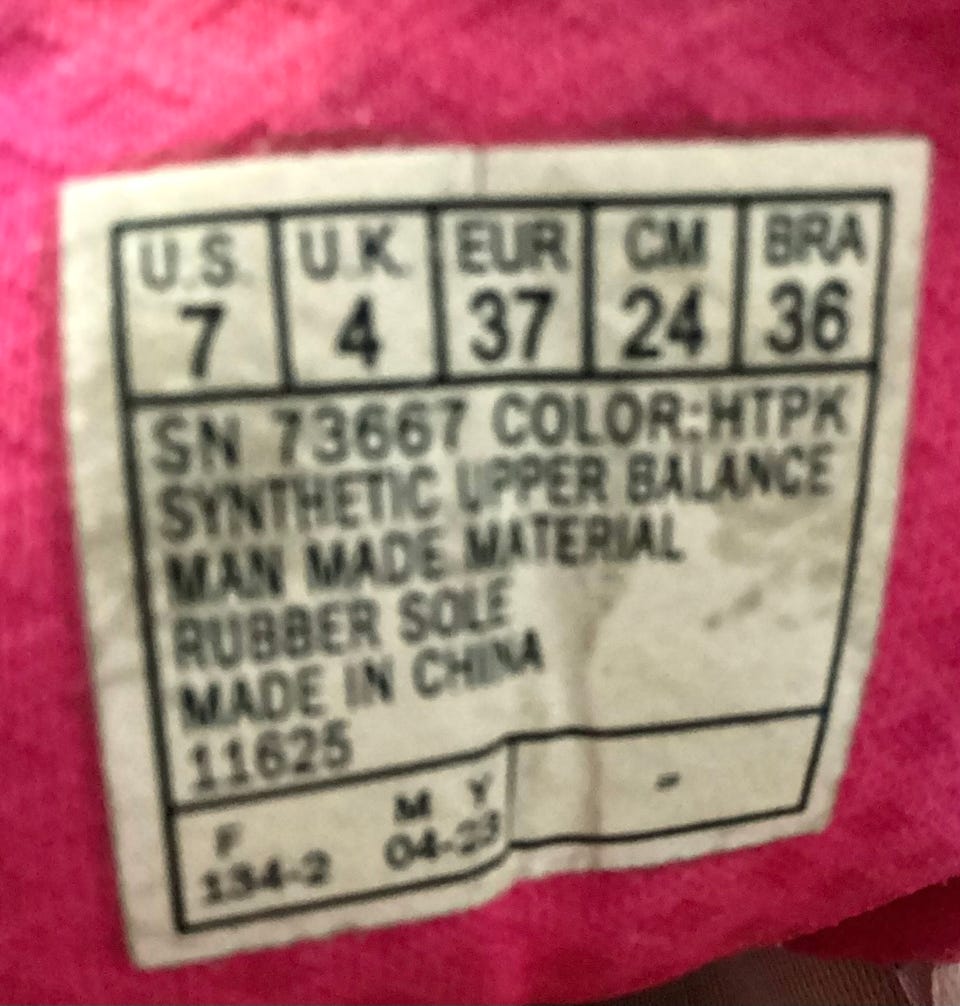 U.S. U.K. EUR CM BRA
7 4 37 24 36
SN 73667 COLOR:HTPK
SYNTHETIC UPPER BALANCE
MAN MADE MATERIAL
RUBBER SOLE
MADE IN CHINA
11625
F M Y
134-2 04-23 -